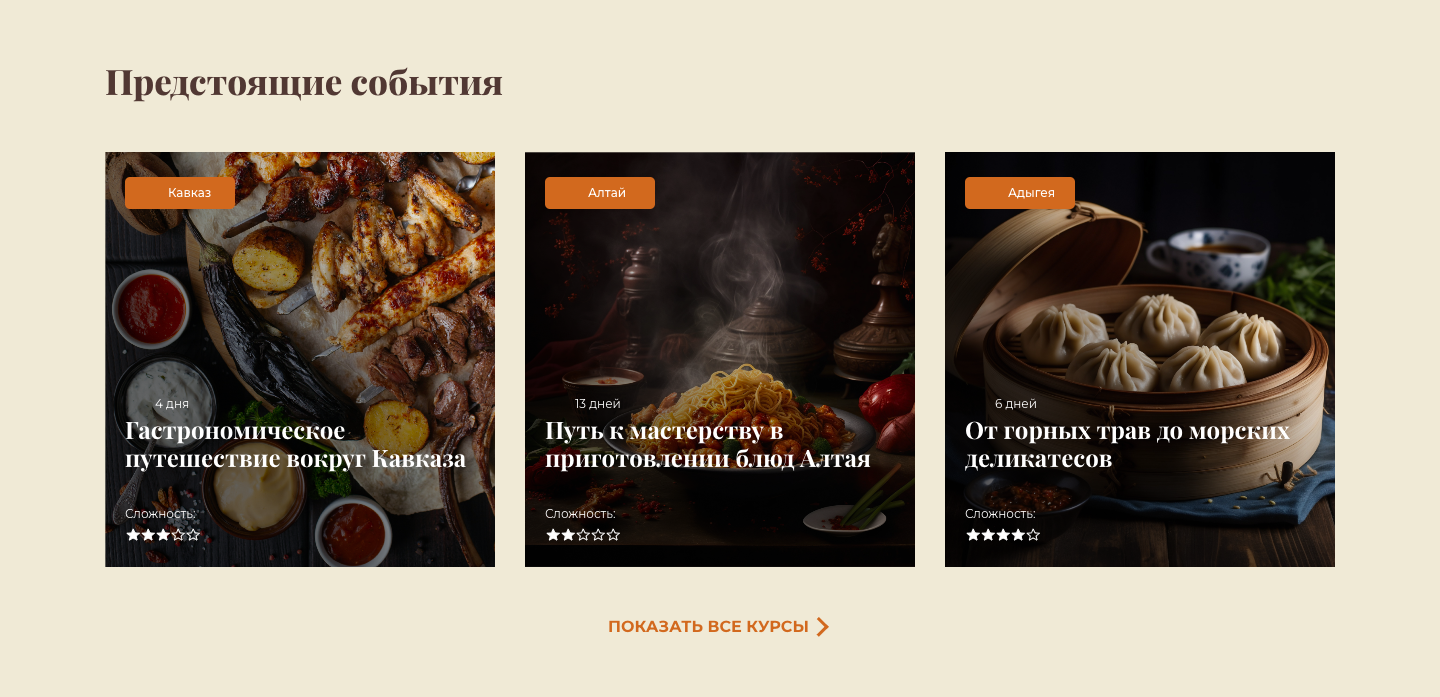 Предстоящие события
Кавказ
4 дня
Гастрономическое
путешествие вокруг Кавказа
Сложность:
Алтай
13 дней
Путь к мастерству в
приготовлении блюд Алтая
Сложность:
Адыгея
6 дней
От горных трав до морских
деликатесов
Сложность:
ПОКАЗАТЬ ВСЕ КУРСЫ